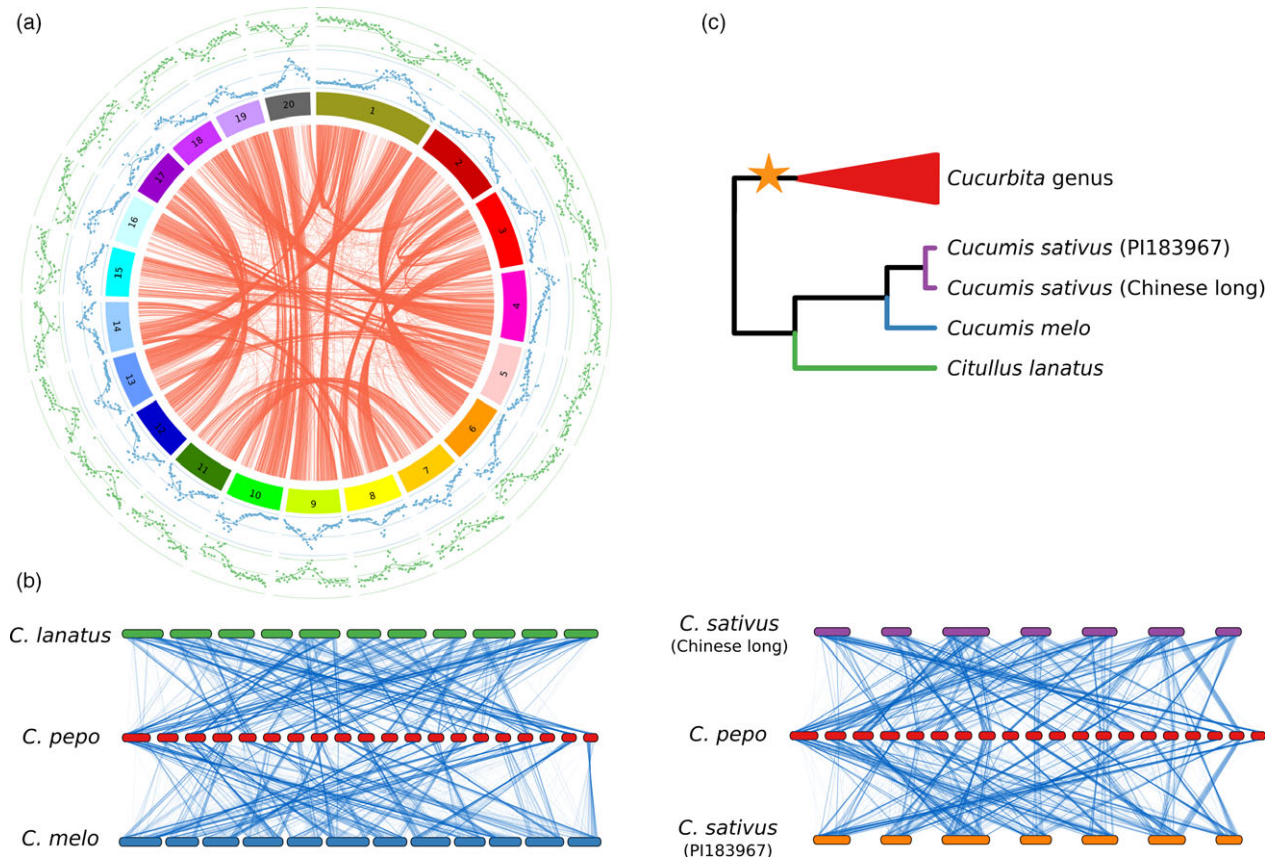 (a)
1
2
3
4
5
6
7
8
9
10
11
12
13
14
15
16
17
18
19
20
(c)
Cucurbita genus
Cucumis sativus (PI183967)
Cucumis sativus (Chinese long)
Cucumis melo
Citullus lanatus
(b)
C. lanatus
C. pepo
C. melo
C. sativus
(Chinese long)
C. pepo
C. sativus
(PI183967)